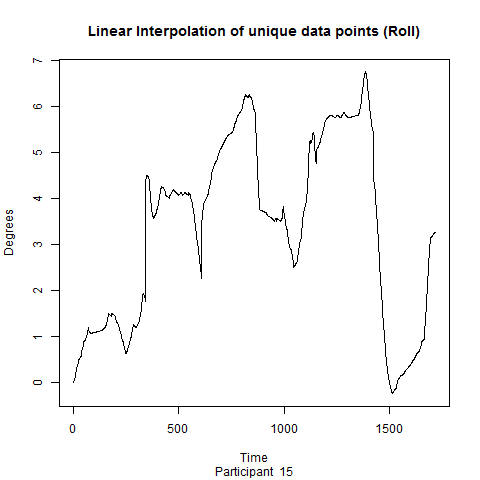 Linear Interpolation of unique data points (Roll)
7
6
5
4
3
2
1
0
Degrees
0 500 1000 1500
Time
Participant 15